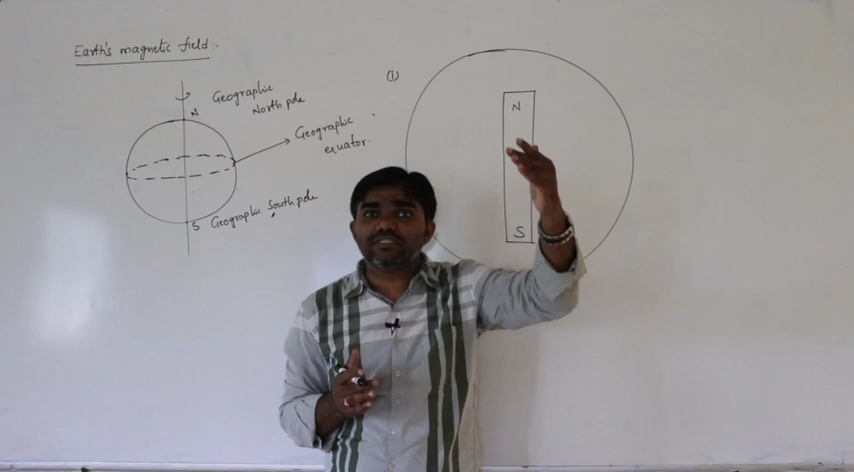 Earth's magnetic field:-
Geographic
North pole
N
Geographic
equator.
S Geographic South pole
(1)
N
S